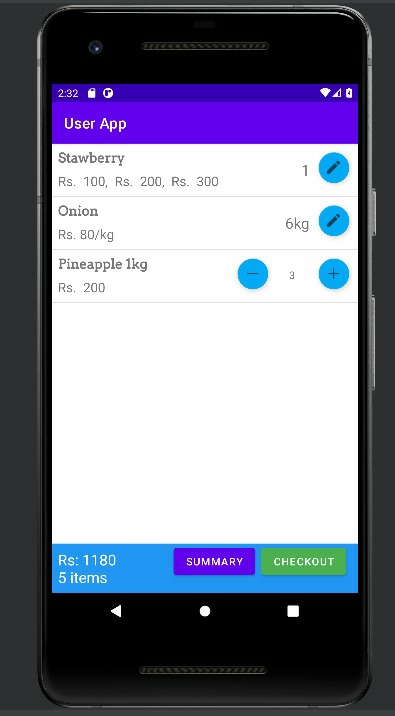 2:32
User App
Stawberry
1
Rs. 100, Rs. 200, Rs. 300
Onion
6kg
Rs. 80/kg
Pineapple 1kg
3
Rs. 200
Rs: 1180
SUMMARY
CHECKOUT
5 items